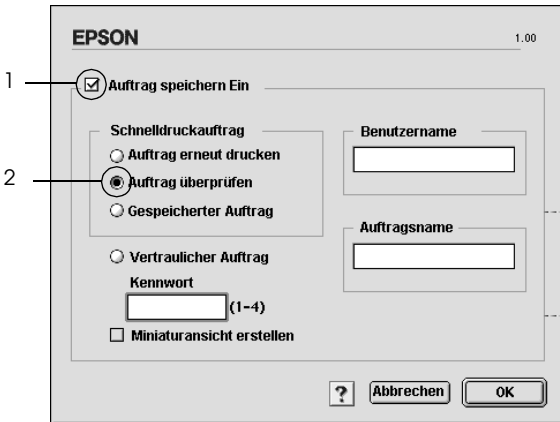 EPSON
1.00
1
Auftrag speichern Ein
Schnelldruckauftrag
Auftrag erneut drucken
2
Auftrag überprüfen
Gespeicherter Auftrag
Vertraulicher Auftrag
Kennwort
(1-4)
Miniaturansicht erstellen
Benutzername
Auftragsname
?
Abbrechen
OK